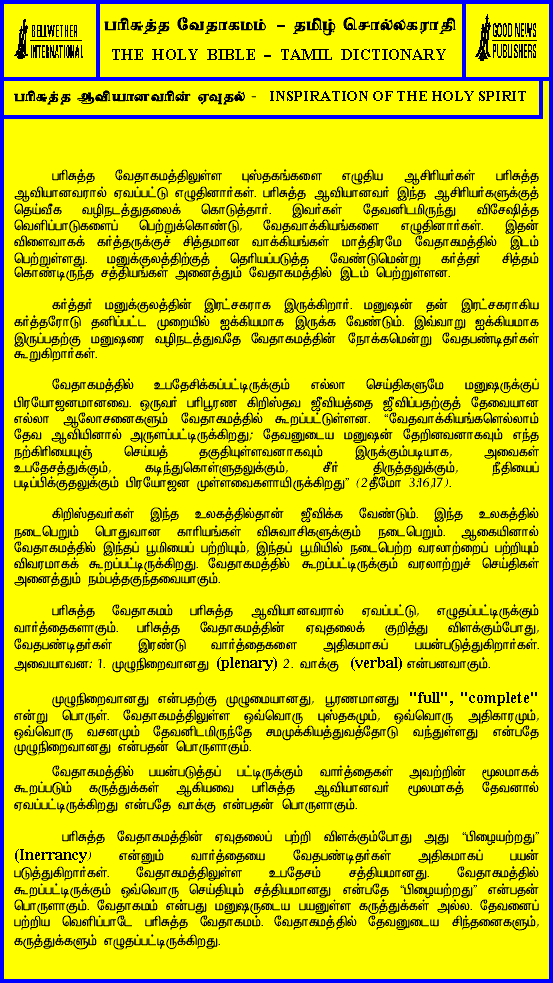 BELLWETHER
INTERNATIONAL
பரிசுத்த வேதாகமம் - தமிழ் சொல்லகராதி
THE HOLY BIBLE - TAMIL DICTIONARY
GOOD NEWS
PUBLISHERS
பரிசுத்த ஆவியானவரின் ஏவுதல் - INSPIRATION OF THE HOLY SPIRIT
பரிசுத்த வேதாகமத்திலுள்ள புஸ்தகங்களை எழுதிய ஆசிரியர்கள் பரிசுத்த
ஆவியானவரால் ஏவப்பட்டு எழுதினார்கள். பரிசுத்த ஆவியானவர் இந்த ஆசிரியர்களுக்குத்
தெய்வீக வழிநடத்துதலைக் கொடுத்தார். இவர்கள் தேவனிடமிருந்து விசேஷித்த
வெளிப்பாடுகளைப் பெற்றுக்கொண்டு, வேதவாக்கியங்களை எழுதினார்கள். இதன்
விளைவாகக் கர்த்தருக்குச் சித்தமான வாக்கியங்கள் மாத்திரமே வேதாகமத்தில் இடம்
பெற்றுள்ளது. மனுக்குலத்திற்குத் தெரியப்படுத்த வேண்டுமென்று கர்த்தர் சித்தம்
கொண்டிருந்த சத்தியங்கள் அனைத்தும் வேதாகமத்தில் இடம் பெற்றுள்ளன.
கர்த்தர் மனுக்குலத்தின் இரட்சகராக இருக்கிறார். மனுஷன் தன் இரட்சகராகிய
கர்த்தரோடு தனிப்பட்ட முறையில் ஐக்கியமாக இருக்க வேண்டும். இவ்வாறு ஐக்கியமாக
இருப்பதற்கு மனுஷரை வழிநடத்துவதே வேதாகமத்தின் நோக்கமென்று வேதபண்டிதர்கள்
கூறுகிறார்கள்.
வேதாகமத்தில் உபதேசிக்கப்பட்டிருக்கும் எல்லா செய்திகளுமே மனுஷருக்குப்
பிரயோஜனமானவை. ஒருவர் பரிபூரண கிறிஸ்தவ ஜீவியத்தை ஜீவிப்பதற்குத் தேவையான
எல்லா ஆலோசனைகளும் வேதாகமத்தில் கூறப்பட்டுள்ளன. “வேதவாக்கியங்களெல்லாம்
தேவ ஆவியினால் அருளப்பட்டிருக்கிறது; தேவனுடைய மனுஷன் தேறினவனாகவும் எந்த
நற்கிரியையுஞ் செய்யத் தகுதியுள்ளவனாகவும் இருக்கும்படியாக, அவைகள்
உபதேசத்துக்கும், கடிந்துகொள்ளுதலுக்கும், சீர் திருத்தலுக்கும், நீதியைப்
படிப்பிக்குதலுக்கும் பிரயோஜன முள்ளவைகளாயிருக்கிறது” (2தீமோ 3:16,17).
கிறிஸ்தவர்கள் இந்த உலகத்தில்தான் ஜீவிக்க வேண்டும். இந்த உலகத்தில்
நடைபெறும் பொதுவான காரியங்கள் விசுவாசிகளுக்கும் நடைபெறும். ஆகையினால்
வேதாகமத்தில் இந்தப் பூமியைப் பற்றியும், இந்தப் பூமியில் நடைபெற்ற வரலாற்றைப் பற்றியும்
விவரமாகக் கூறப்பட்டிருக்கிறது. வேதாகமத்தில் கூறப்பட்டிருக்கும் வரலாற்றுச் செய்திகள்
அனைத்தும் நம்பத்தகுந்தவையாகும்.
பரிசுத்த வேதாகமம் பரிசுத்த ஆவியானவரால் ஏவப்பட்டு, எழுதப்பட்டிருக்கும்
வார்த்தைகளாகும். பரிசுத்த வேதாகமத்தின் ஏவுதலைக் குறித்து விளக்கும்போது,
வேதபண்டிதர்கள் இரண்டு வார்த்தைகளை அதிகமாகப் பயன்படுத்துகிறார்கள்.
அவையாவன: 1. முழுநிறைவானது (plenary) 2. வாக்கு (verbal) என்பனவாகும்.
முழுநிறைவானது என்பதற்கு முழுமையானது, பூரணமானது "full", "complete"
என்று பொருள். வேதாகமத்திலுள்ள ஒவ்வொரு புஸ்தகமும், ஒவ்வொரு அதிகாரமும்,
ஒவ்வொரு வசனமும் தேவனிடமிருந்தே சமமுக்கியத்துவத்தோடு வந்துள்ளது என்பதே
முழுநிறைவானது என்பதன் பொருளாகும்.
வேதாகமத்தில் பயன்படுத்தப் பட்டிருக்கும் வார்த்தைகள் அவற்றின் மூலமாகக்
கூறப்படும் கருத்துக்கள் ஆகியவை பரிசுத்த ஆவியானவர் மூலமாகத் தேவனால்
ஏவப்பட்டிருக்கிறது என்பதே வாக்கு என்பதன் பொருளாகும்.
பரிசுத்த வேதாகமத்தின் ஏவுதலைப் பற்றி விளக்கும்போது அது “பிழையற்றது”
(Inerrancy) என்னும் வார்த்தையை வேதபண்டிதர்கள் அதிகமாகப் பயன்
படுத்துகிறார்கள். வேதாகமத்திலுள்ள உபதேசம் சத்தியமானது. வேதாகமத்தில்
கூறப்பட்டிருக்கும் ஒவ்வொரு செய்தியும் சத்தியமானது என்பதே “பிழையற்றது” என்பதன்
பொருளாகும். வேதாகமம் என்பது மனுஷருடைய பயனுள்ள கருத்துக்கள் அல்ல. தேவனைப்
பற்றிய வெளிப்பாடே பரிசுத்த வேதாகமம். வேதாகமத்தில் தேவனுடைய சிந்தனைகளும்,
கருத்துக்களும் எழுதப்பட்டிருக்கிறது.